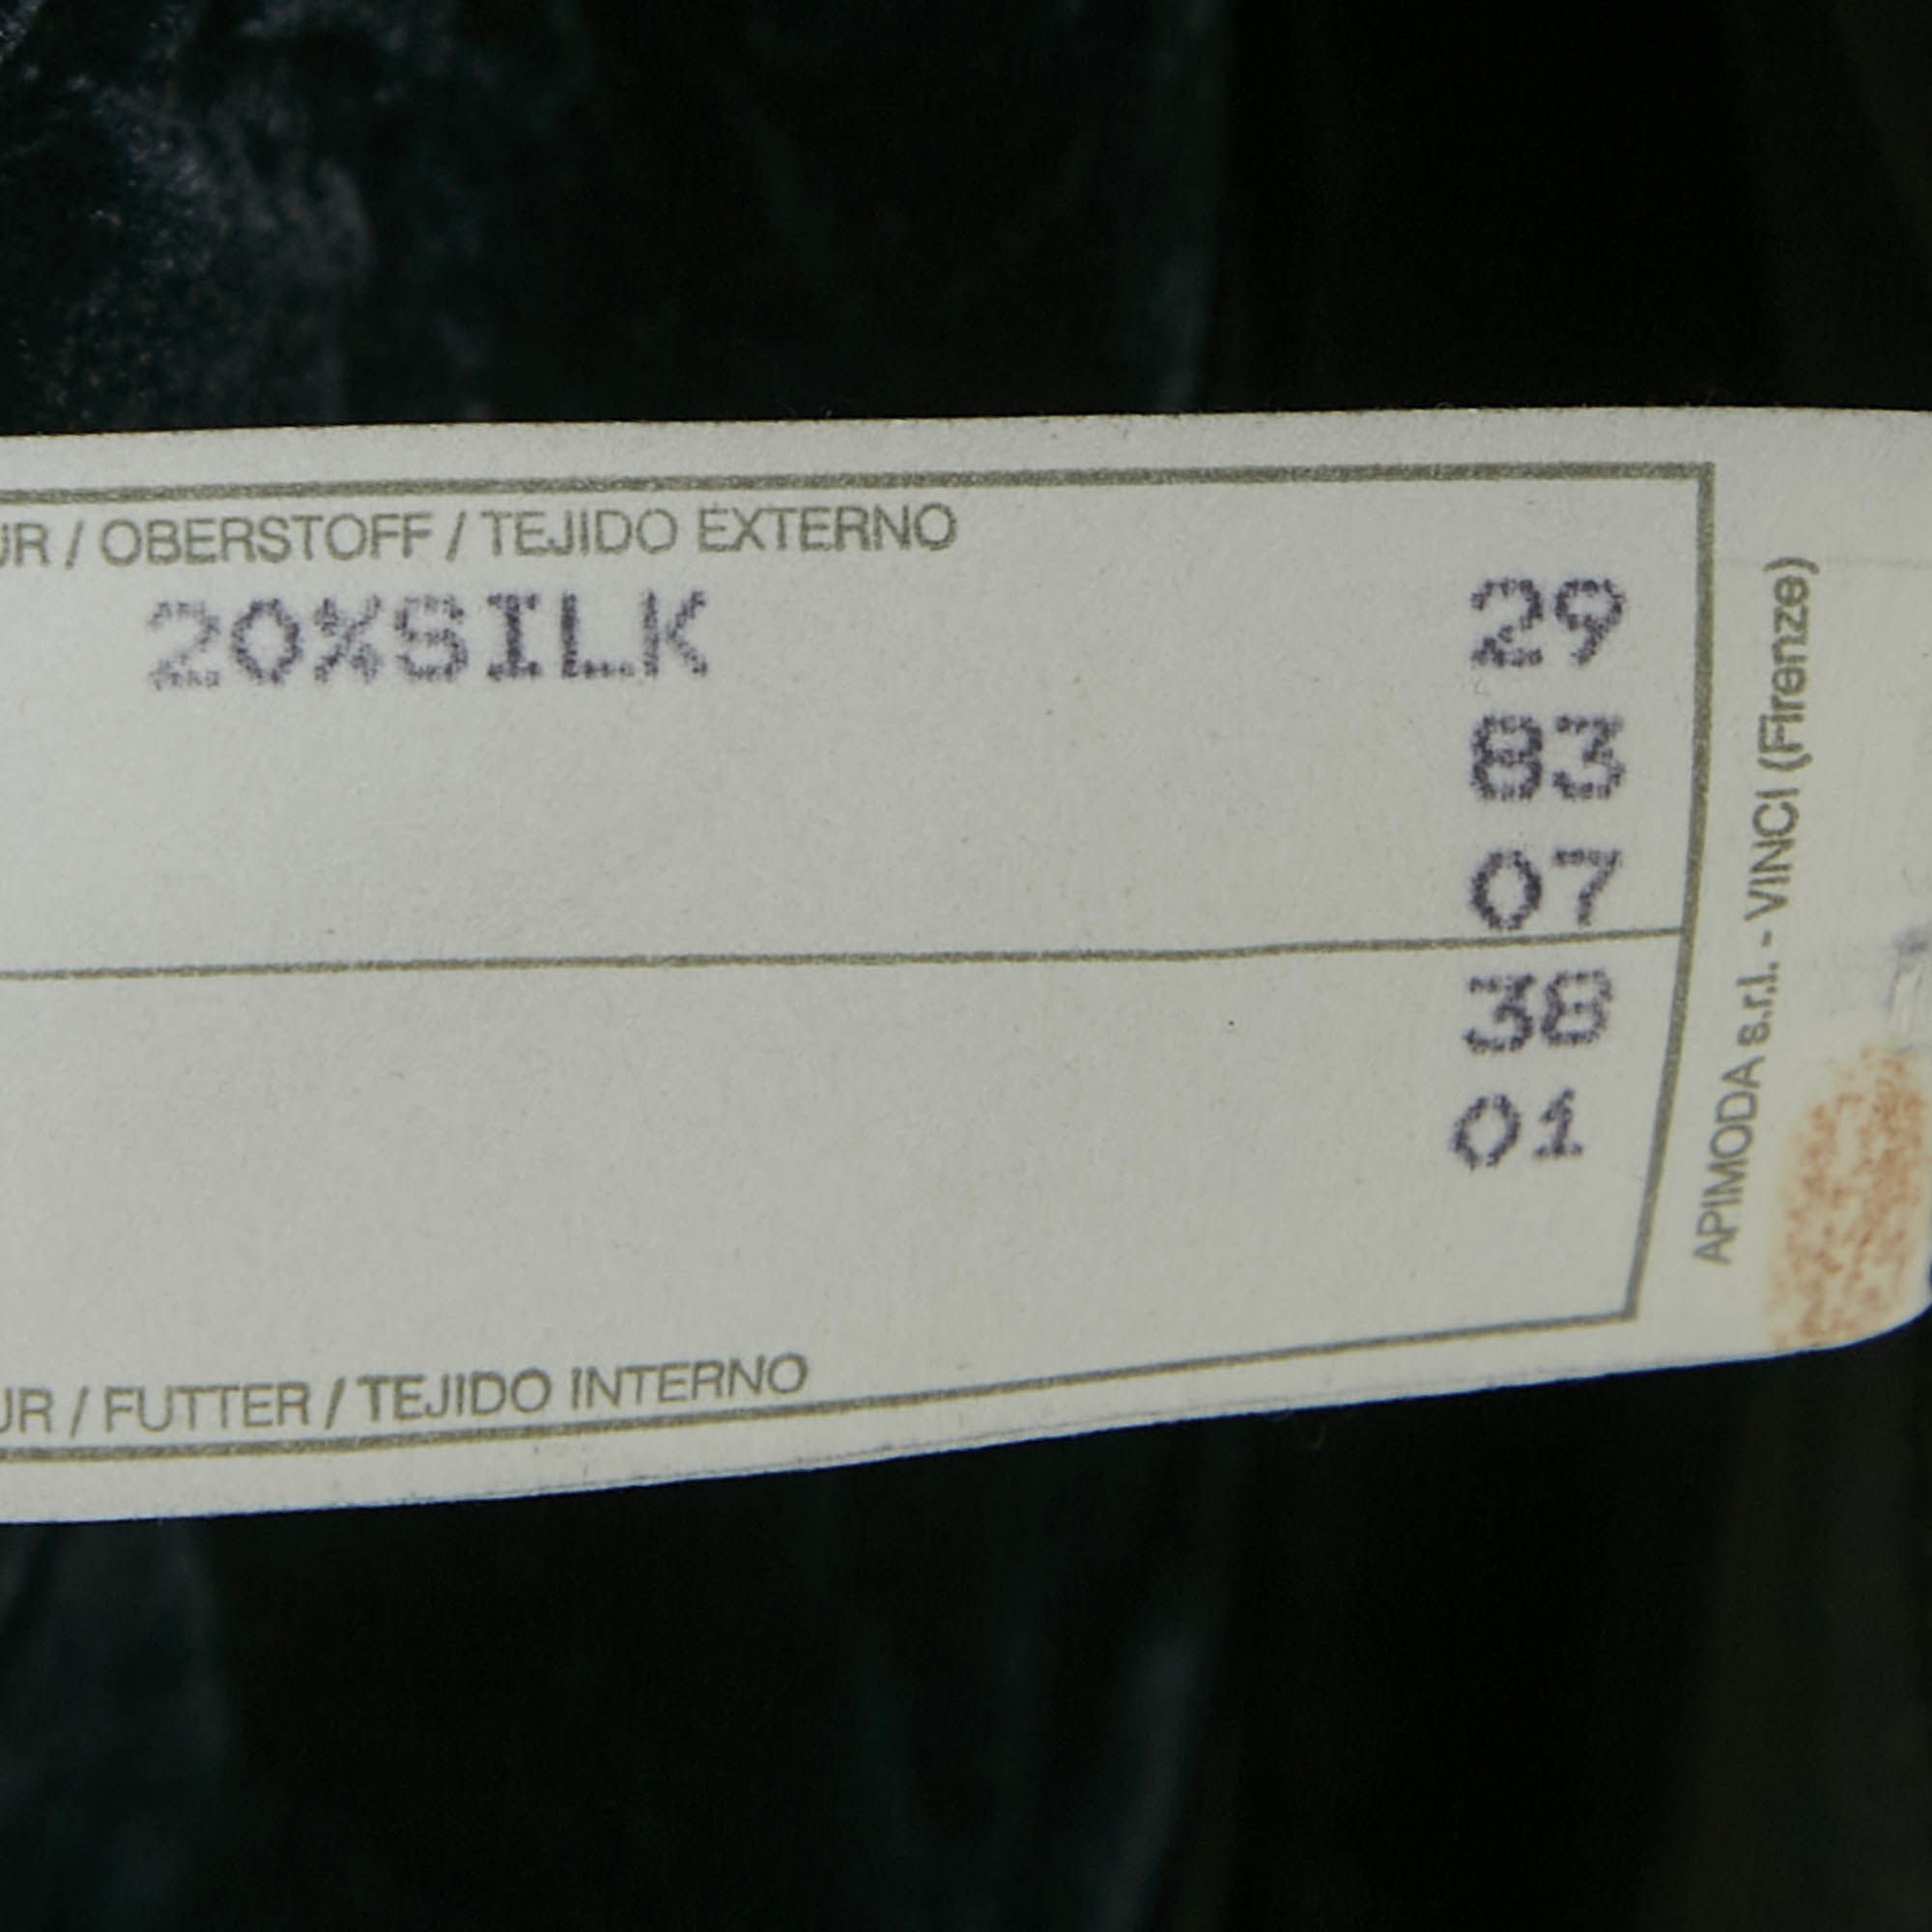 UR / OBERSTOFF / TEJIDO EXTERNO
20%SILK 29
83
07
38
01
UR / FUTTER / TEJIDO INTERNO
APIMODA s.r.l. - VINCI (Firenze)